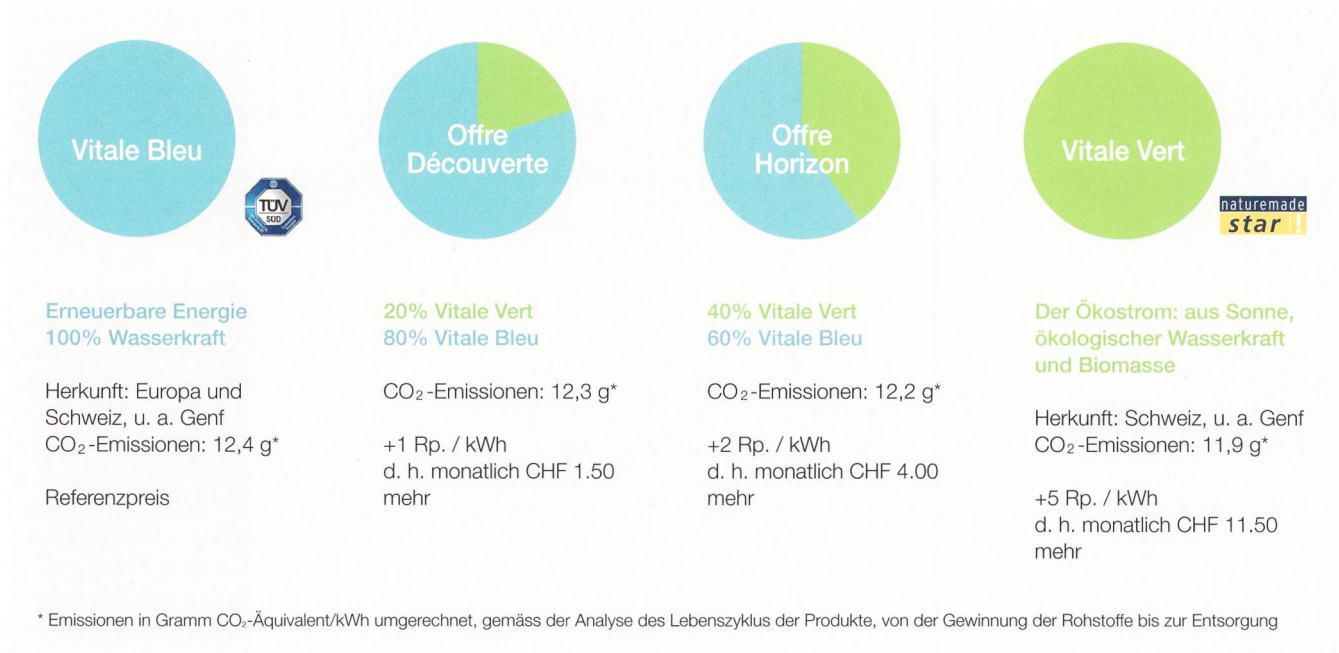 Vitale Bleu
TÜV
SÜD
Erneuerbare Energie
100% Wasserkraft
Herkunft: Europa und
Schweiz, u. a. Genf
CO₂-Emissionen: 12,4 g*
Referenzpreis
Offre
Découverte
20% Vitale Vert
80% Vitale Bleu
CO₂-Emissionen: 12,3 g*
+1 Rp. / kWh
d. h. monatlich CHF 1.50
mehr
Offre
Horizon
40% Vitale Vert
60% Vitale Bleu
CO₂-Emissionen: 12,2 g*
+2 Rp. / kWh
d. h. monatlich CHF 4.00
mehr
Vitale Vert
naturemade
star!
Der Ökostrom: aus Sonne,
ökologischer Wasserkraft
und Biomasse
Herkunft: Schweiz, u. a. Genf
CO₂-Emissionen: 11,9 g*
+5 Rp. / kWh
d. h. monatlich CHF 11.50
mehr
* Emissionen in Gramm CO₂-Äquivalent/kWh umgerechnet, gemäss der Analyse des Lebenszyklus der Produkte, von der Gewinnung der Rohstoffe bis zur Entsorgung